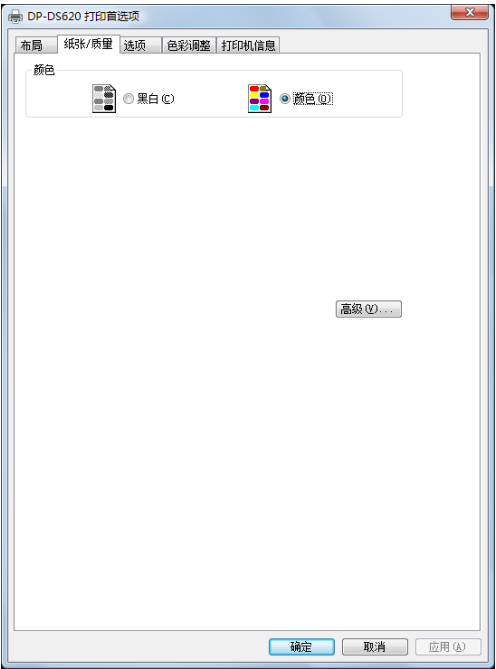 DP-DS620 打印首选项
布局 纸张/质量 选项 色彩调整 打印机信息
颜色
黑白(C) 颜色(O)
高级(V)...
确定 取消 应用(A)